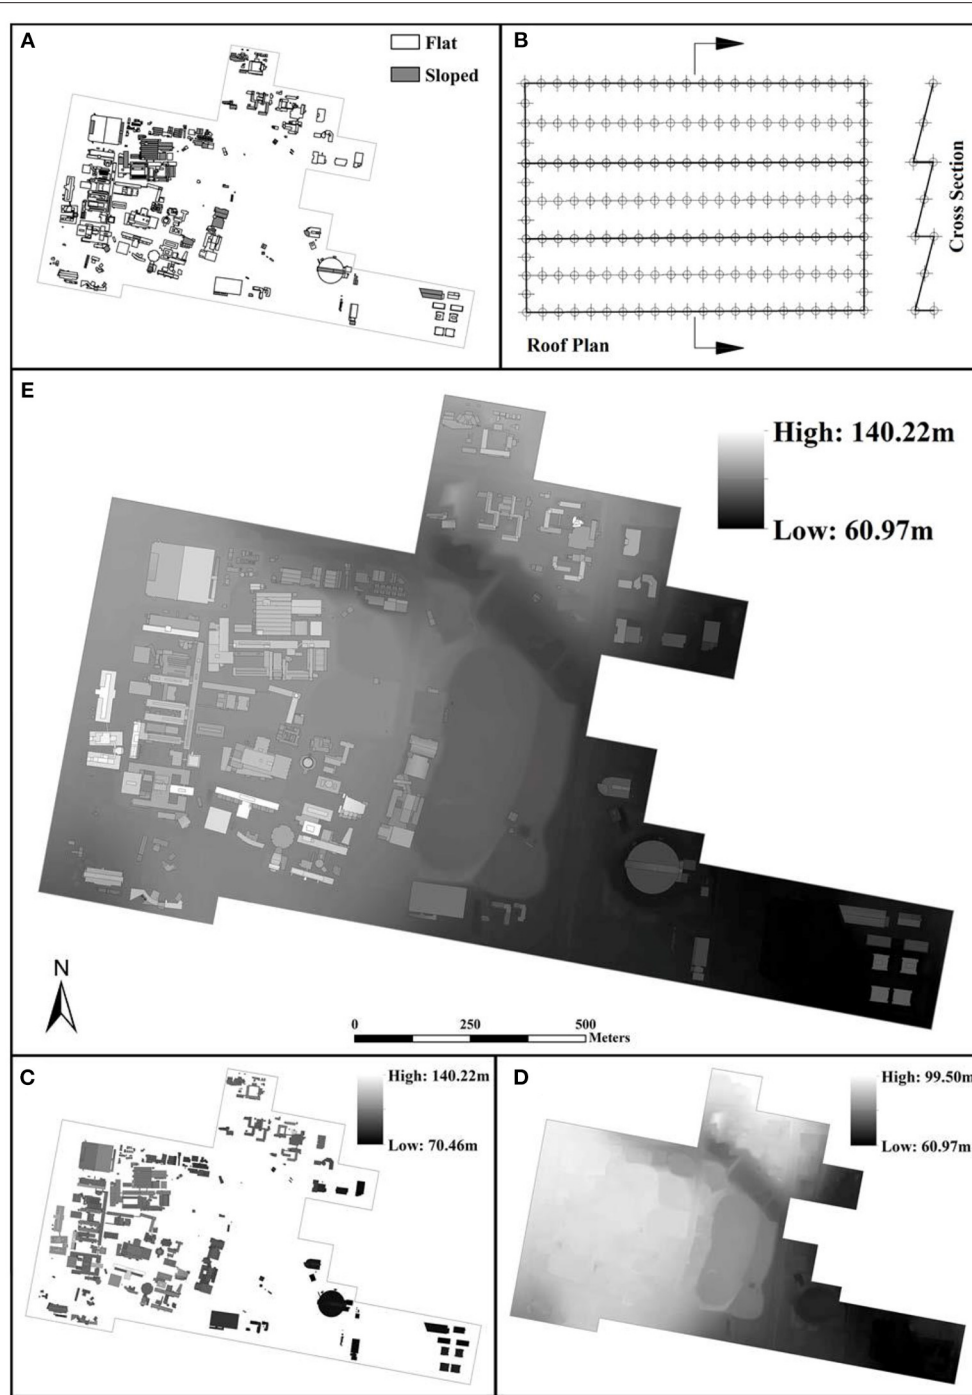 A
Flat
Sloped
B
Roof Plan
Cross Section
E
High: 140.22m
Low: 60.97m
N
0 250 500
Meters
C
High: 140.22m
Low: 70.46m
D
High: 99.50m
Low: 60.97m